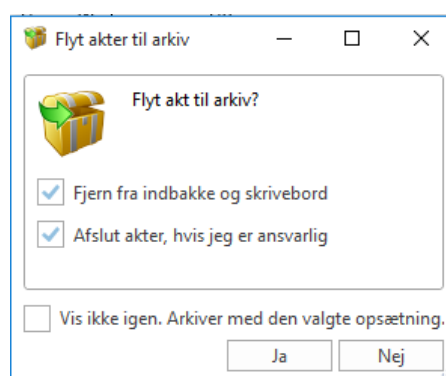 Flyt akter til arkiv
Flyt akt til arkiv?
Fjern fra indbakke og skrivebord
Afslut akter, hvis jeg er ansvarlig
Vis ikke igen. Arkiver med den valgte opsætning.
Ja Nej